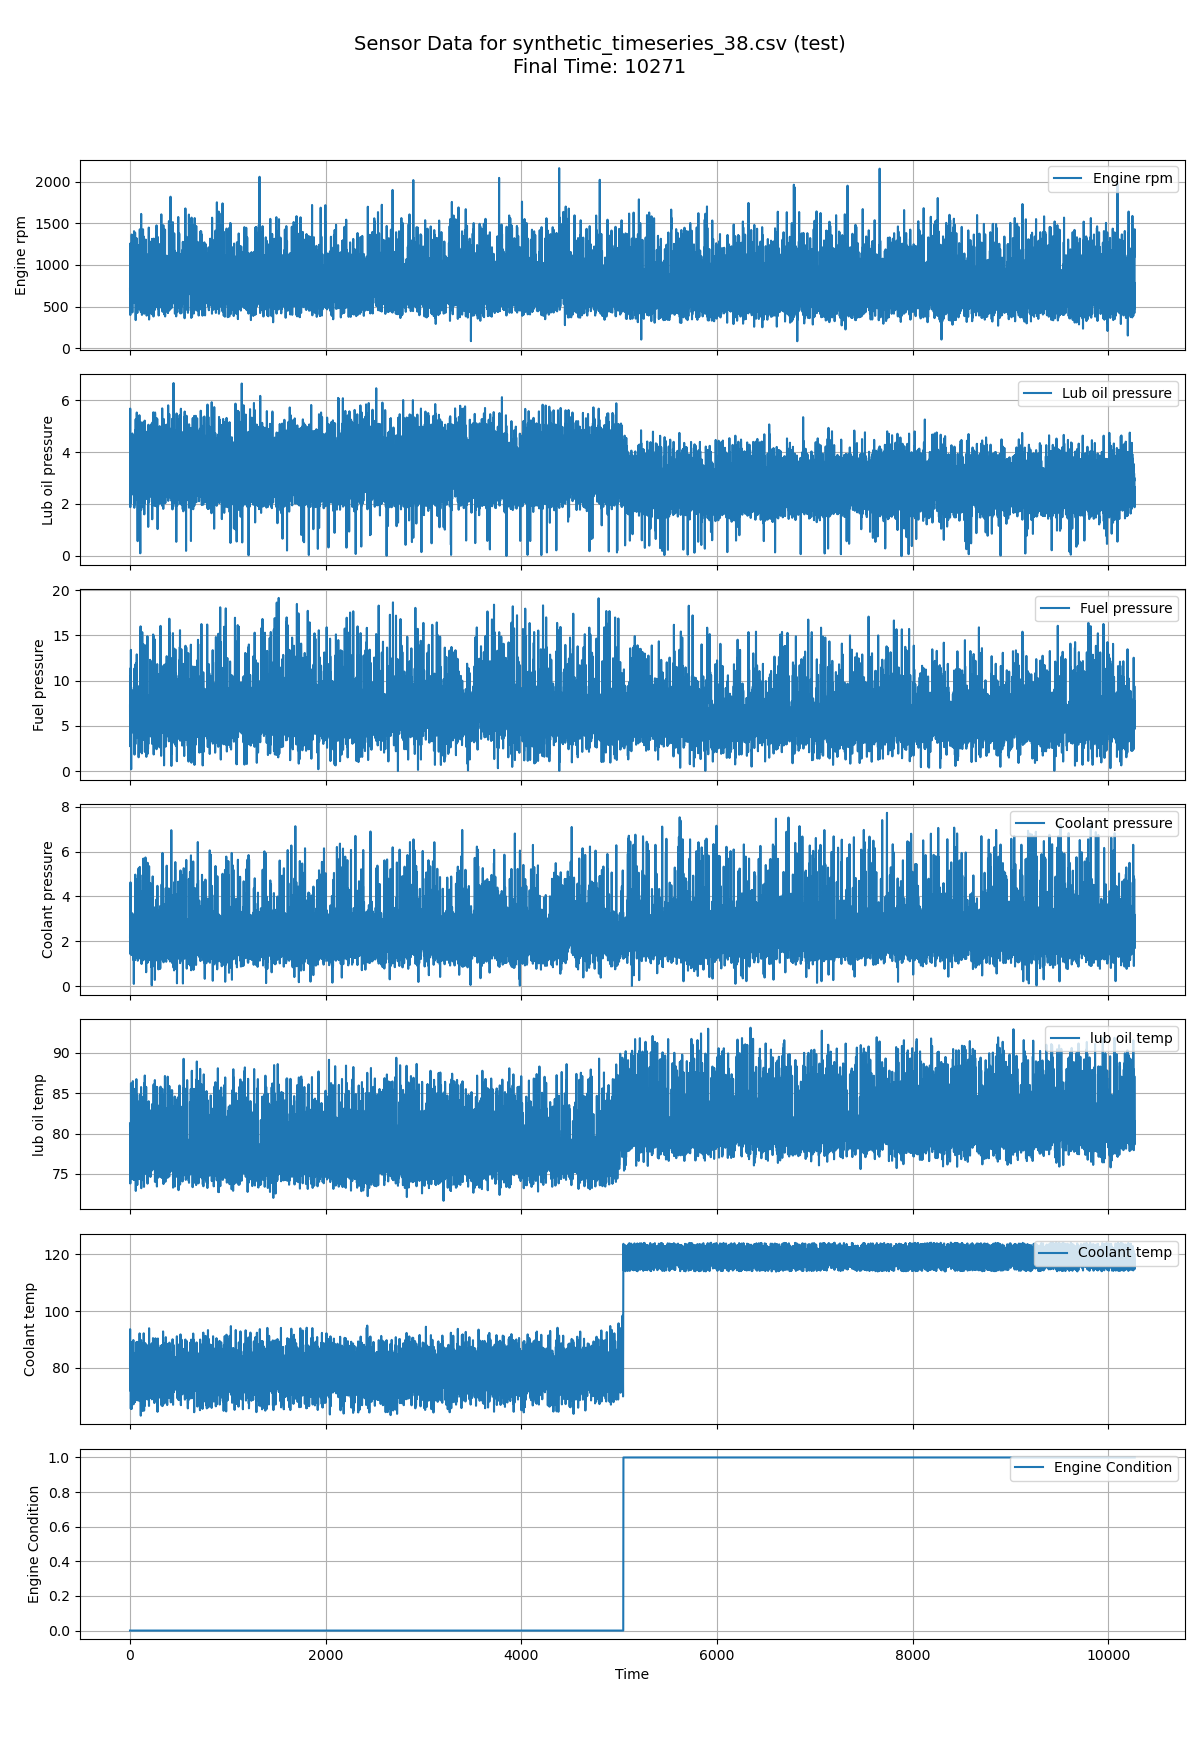 Sensor Data for synthetic_timeseries_38.csv (test)
Final Time: 10271
Engine rpm
2000
1500
1000
500
0
Engine rpm
Lub oil pressure
6
4
2
0
Lub oil pressure
Fuel pressure
20
15
10
5
0
Fuel pressure
Coolant pressure
8
6
4
2
0
Coolant pressure
lub oil temp
90
85
80
75
lub oil temp
Coolant temp
120
100
80
Coolant temp
Engine Condition
1.0
0.8
0.6
0.4
0.2
0.0
Engine Condition
0 2000 4000 6000 8000 10000
Time